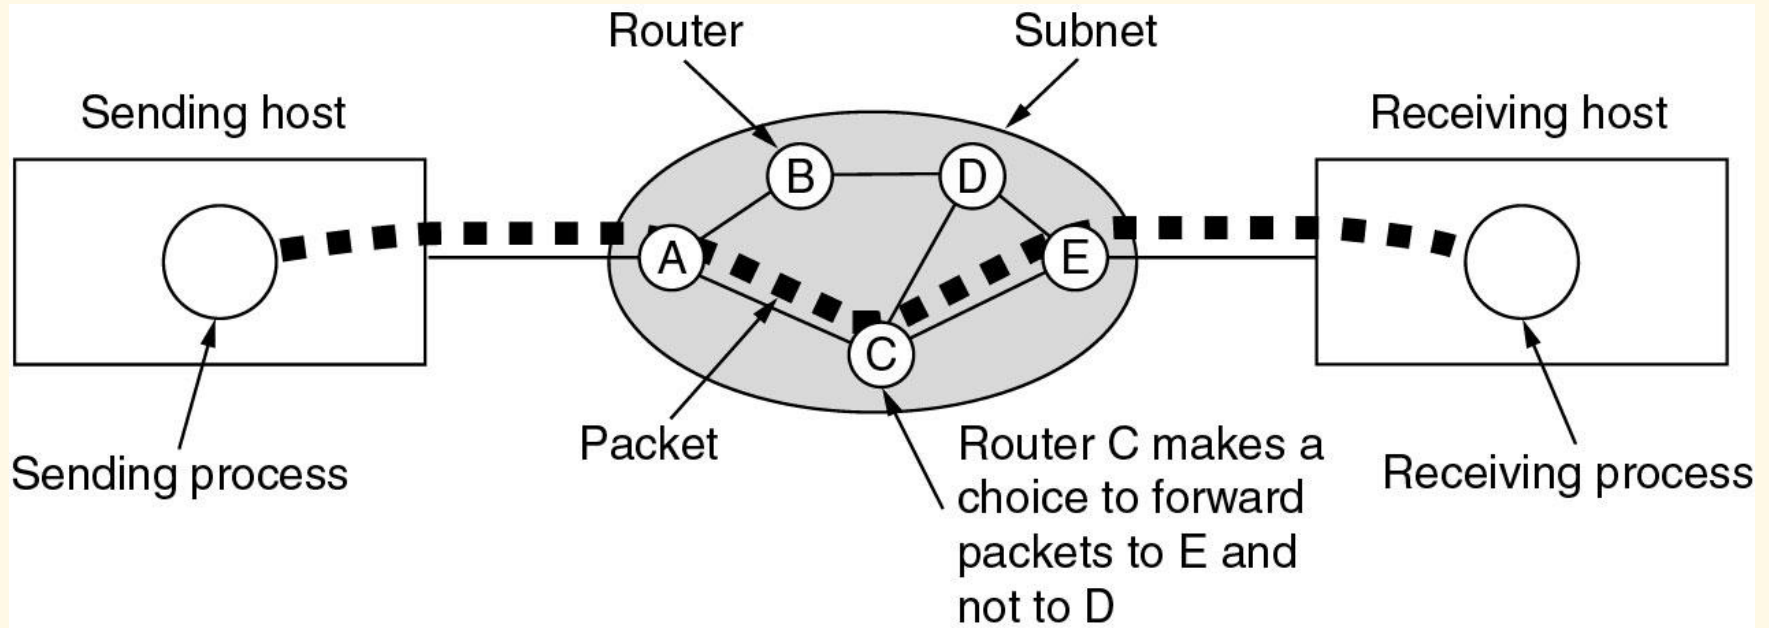 Router
Subnet
Sending host
Receiving host
B
D
A
E
C
Packet
Router C makes a
choice to forward
packets to E and
not to D
Sending process
Receiving process